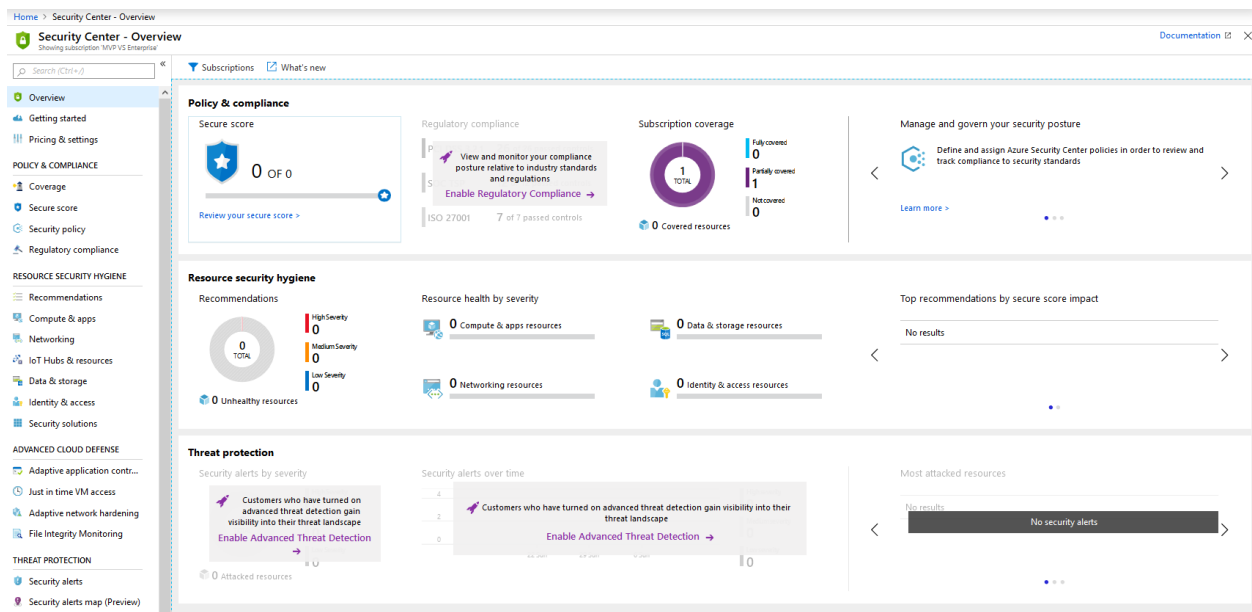 Home > Security Center - Overview
Security Center - Overview
Showing subscription 'MVP VS Enterprise'
Documentation
Search (Ctrl+/)
«
Subscriptions
What's new
Overview
Getting started
Pricing & settings
POLICY & COMPLIANCE
Coverage
Secure score
Security policy
Regulatory compliance
RESOURCE SECURITY HYGIENE
Recommendations
Compute & apps
Networking
IoT Hubs & resources
Data & storage
Identity & access
Security solutions
ADVANCED CLOUD DEFENSE
Adaptive application contr...
Just in time VM access
Adaptive network hardening
File Integrity Monitoring
THREAT PROTECTION
Security alerts
Security alerts map (Preview)
Policy & compliance
Secure score
0 OF 0
Review your secure score >
Regulatory compliance
View and monitor your compliance
posture relative to industry standards
and regulations
Enable Regulatory Compliance →
ISO 27001 7 of 7 passed controls
Subscription coverage
1
TOTAL
Fully covered
0
Partially covered
1
Not covered
0
0 Covered resources
Manage and govern your security posture
Define and assign Azure Security Center policies in order to review and
track compliance to security standards
Learn more >
Resource security hygiene
Recommendations
0
TOTAL
High Severity
0
Medium Severity
0
Low Severity
0
0 Unhealthy resources
Resource health by severity
0 Compute & apps resources
0 Data & storage resources
0 Networking resources
0 Identity & access resources
Top recommendations by secure score impact
No results
Threat protection
Security alerts by severity
Customers who have turned on
advanced threat detection gain
visibility into their threat landscape
Enable Advanced Threat Detection
→
0
0 Attacked resources
Security alerts over time
4
2
0
Customers who have turned on advanced threat detection gain visibility into their
threat landscape
Enable Advanced Threat Detection →
0
Most attacked resources
No results
No security alerts